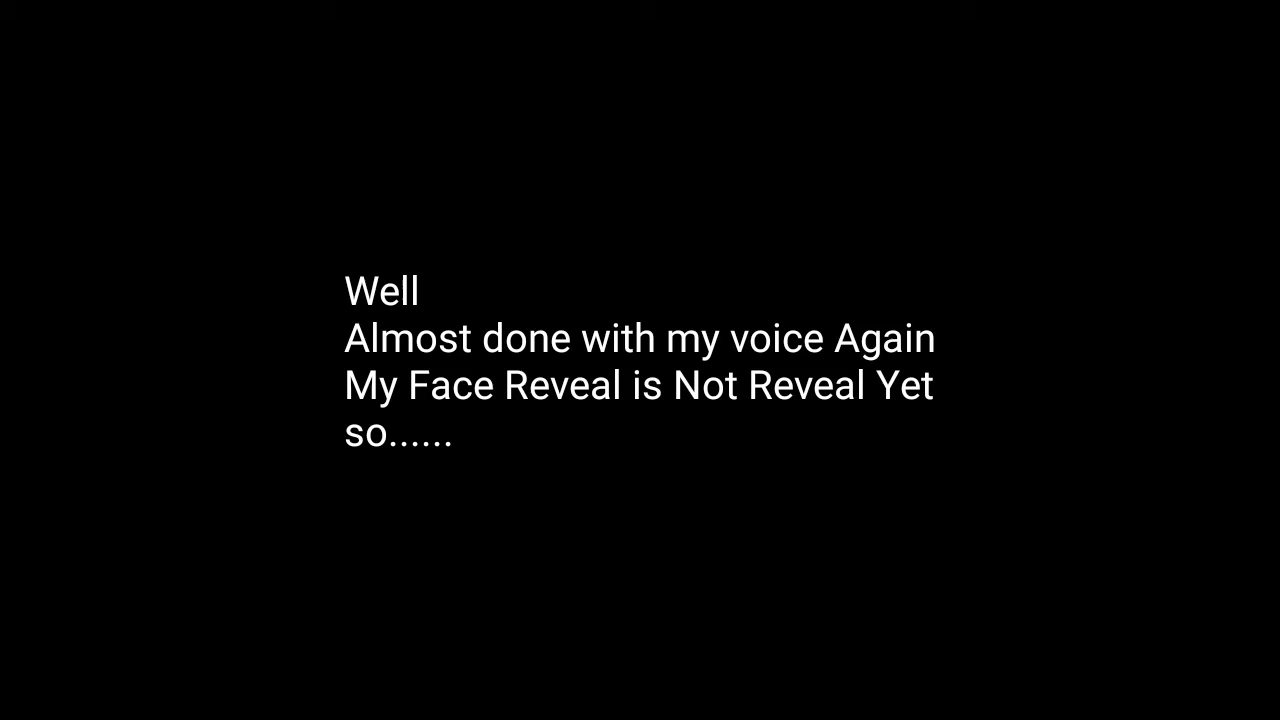 Well
Almost done with my voice Again
My Face Reveal is Not Reveal Yet
so......